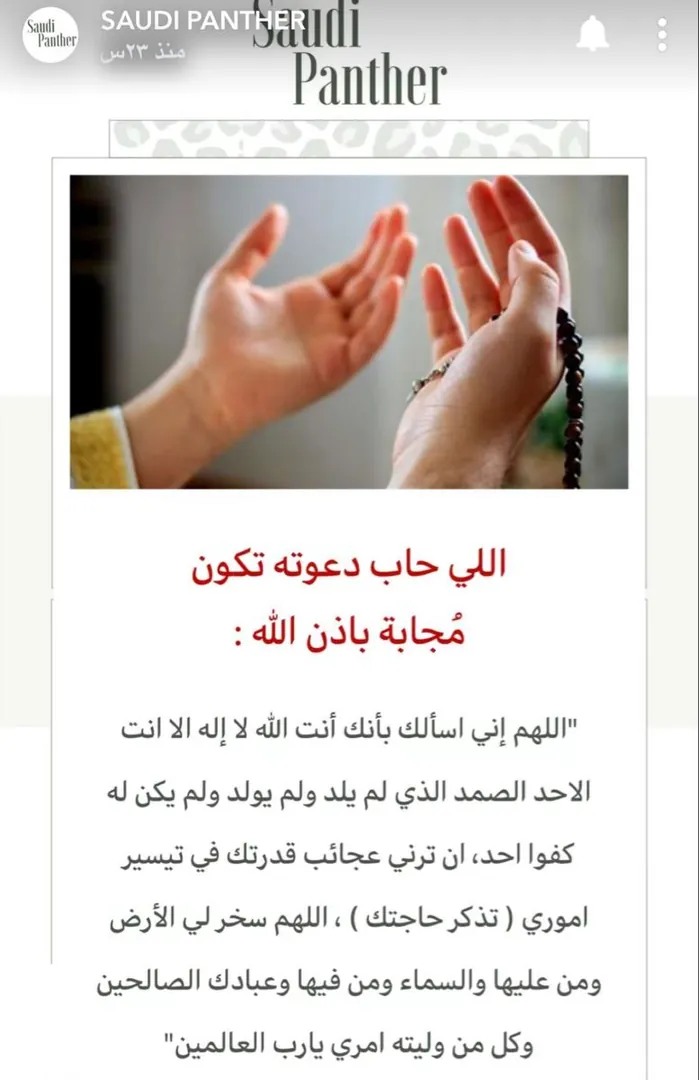 Saudi
Panther
SAUDI PANTHER
منذ ٢٣س
Saudi
Panther
اللي حاب دعوته تكون
مُجابة باذن الله :
"اللهم إني اسألك بأنك أنت الله لا إله الا انت
الاحد الصمد الذي لم يلد ولم يولد ولم يكن له
كفوا احد، ان ترني عجائب قدرتك في تيسير
اموري ( تذكر حاجتك ) ، اللهم سخر لي الأرض
ومن عليها والسماء ومن فيها وعبادك الصالحين
وكل من وليته امري يارب العالمين"